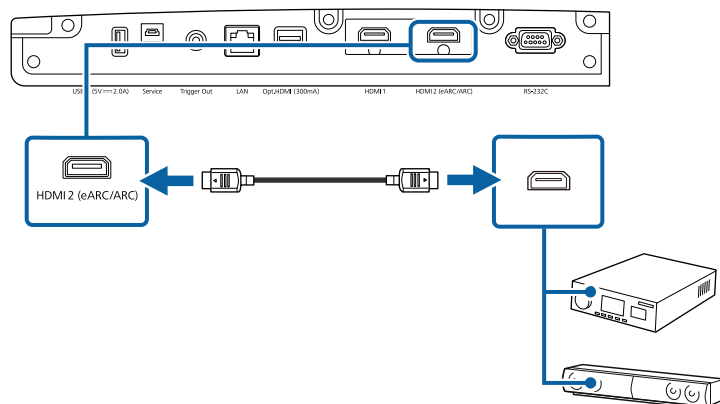 (5V⎓2.0A)
Service
Trigger Out
LAN
Opt.HDMI (300mA)
HDMI1
HDMI2 (eARC/ARC)
RS-232C
HDMI 2 (eARC/ARC)